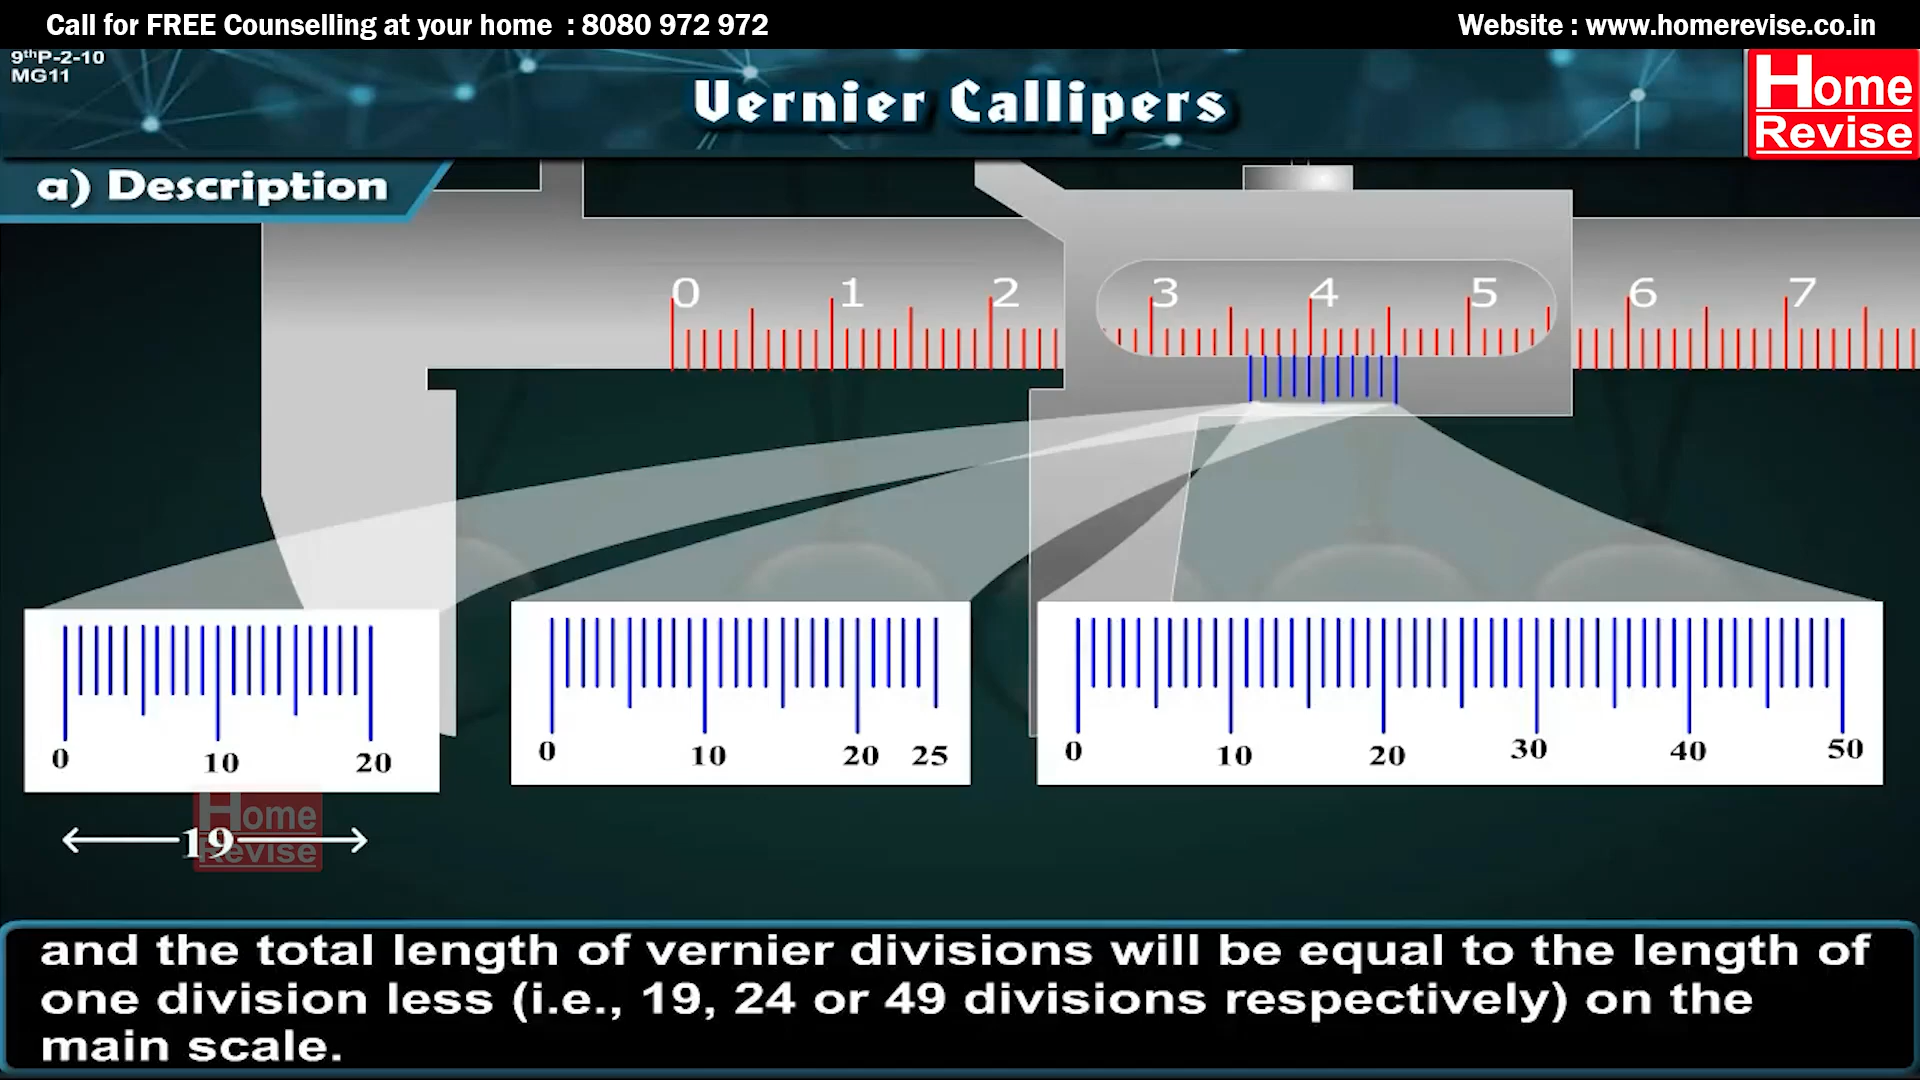 Call for FREE Counselling at your home : 8080 972 972
Website : www.homerevise.co.in
9thP-2-10
MG11
Vernier Callipers
Home
Revise
a) Description
0 1 2 3 4 5 6 7
0 10 20
0 10 20 25
0 10 20 30 40 50
19
Home
Revise
and the total length of vernier divisions will be equal to the length of
one division less (i.e., 19, 24 or 49 divisions respectively) on the
main scale.